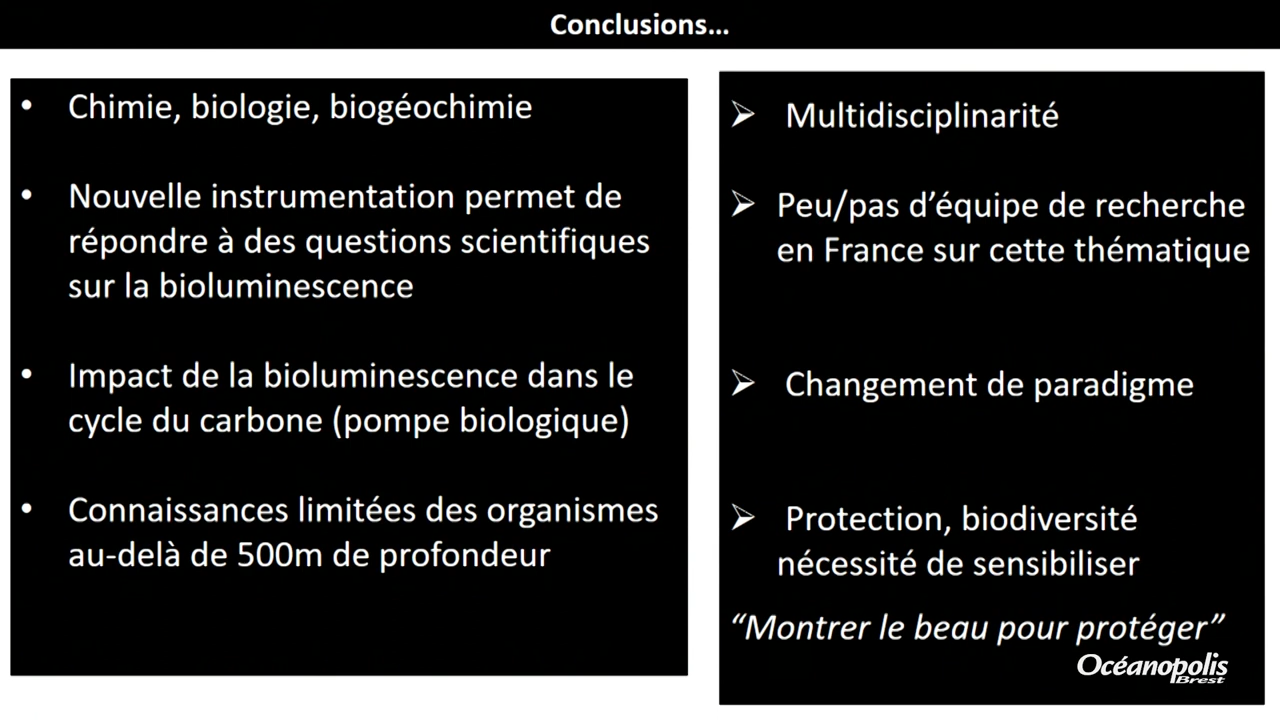 Conclusions…
• Chimie, biologie, biogéochimie
• Nouvelle instrumentation permet de
répondre à des questions scientifiques
sur la bioluminescence
• Impact de la bioluminescence dans le
cycle du carbone (pompe biologique)
• Connaissances limitées des organismes
au-delà de 500m de profondeur
➢ Multidisciplinarité
➢ Peu/pas d’équipe de recherche
en France sur cette thématique
➢ Changement de paradigme
➢ Protection, biodiversité
nécessité de sensibiliser
“Montrer le beau pour protéger”
Océanopolis
Brest